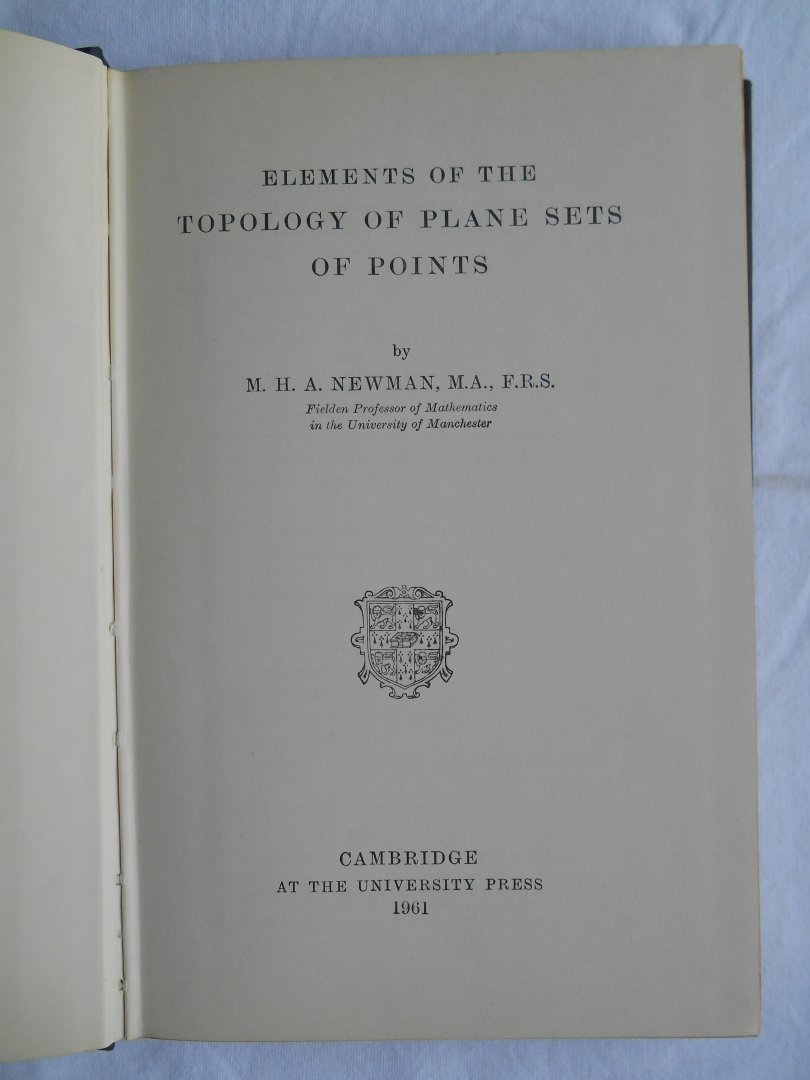 ELEMENTS OF THE
TOPOLOGY OF PLANE SETS
OF POINTS
by
M. H. A. NEWMAN, M.A., F.R.S.
Fielden Professor of Mathematics
in the University of Manchester
CAMBRIDGE
AT THE UNIVERSITY PRESS
1961